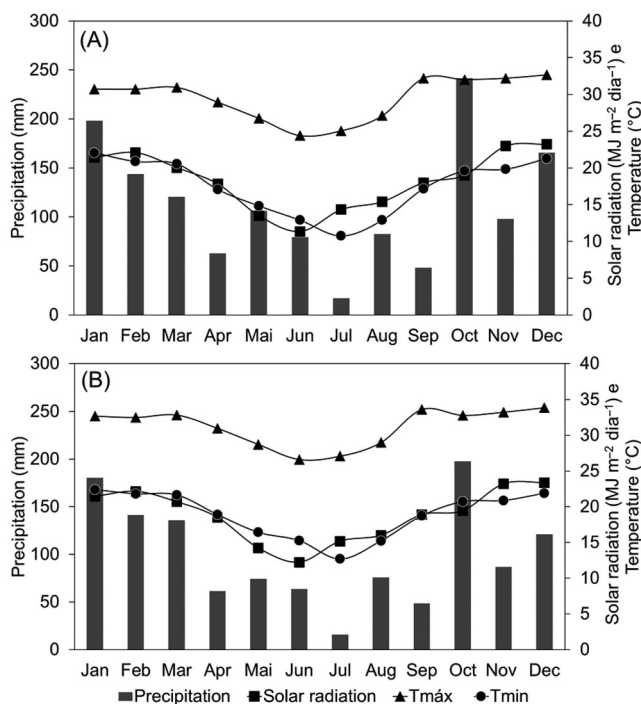 (A)
Precipitation (mm)
300
250
200
150
100
50
0
Jan Feb Mar Apr Mai Jun Jul Aug Sep Oct Nov Dec
40
35
30
25
20
15
10
5
0
Solar radiation (MJ m⁻² dia⁻¹) e
Temperature (°C)
(B)
Precipitation (mm)
300
250
200
150
100
50
0
Jan Feb Mar Apr Mai Jun Jul Aug Sep Oct Nov Dec
40
35
30
25
20
15
10
5
0
Solar radiation (MJ m⁻² dia⁻¹) e
Temperature (°C)
Precipitation Solar radiation Tmáx Tmin